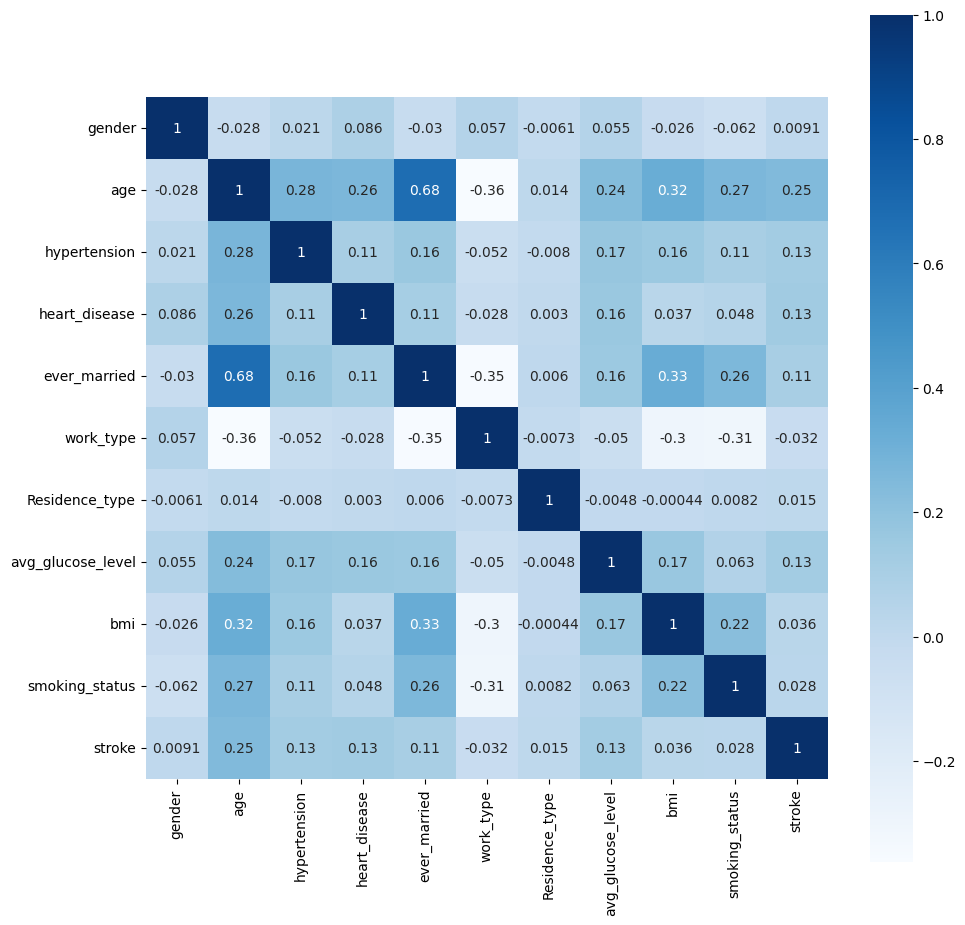 1.0
gender 1 -0.028 0.021 0.086 -0.03 0.057 -0.0061 0.055 -0.026 -0.062 0.0091
age -0.028 1 0.28 0.26 0.68 -0.36 0.014 0.24 0.32 0.27 0.25
0.8
hypertension 0.021 0.28 1 0.11 0.16 -0.052 -0.008 0.17 0.16 0.11 0.13
0.6
heart_disease 0.086 0.26 0.11 1 0.11 -0.028 0.003 0.16 0.037 0.048 0.13
ever_married -0.03 0.68 0.16 0.11 1 -0.35 0.006 0.16 0.33 0.26 0.11
0.4
work_type 0.057 -0.36 -0.052 -0.028 -0.35 1 -0.0073 -0.05 -0.3 -0.31 -0.032
Residence_type -0.0061 0.014 -0.008 0.003 0.006 -0.0073 1 -0.0048 -0.00044 0.0082 0.015
0.2
avg_glucose_level 0.055 0.24 0.17 0.16 0.16 -0.05 -0.0048 1 0.17 0.063 0.13
bmi -0.026 0.32 0.16 0.037 0.33 -0.3 -0.00044 0.17 1 0.22 0.036
0.0
smoking_status -0.062 0.27 0.11 0.048 0.26 -0.31 0.0082 0.063 0.22 1 0.028
stroke 0.0091 0.25 0.13 0.13 0.11 -0.032 0.015 0.13 0.036 0.028 1
−0.2
gender
age
hypertension
heart_disease
ever_married
work_type
Residence_type
avg_glucose_level
bmi
smoking_status
stroke